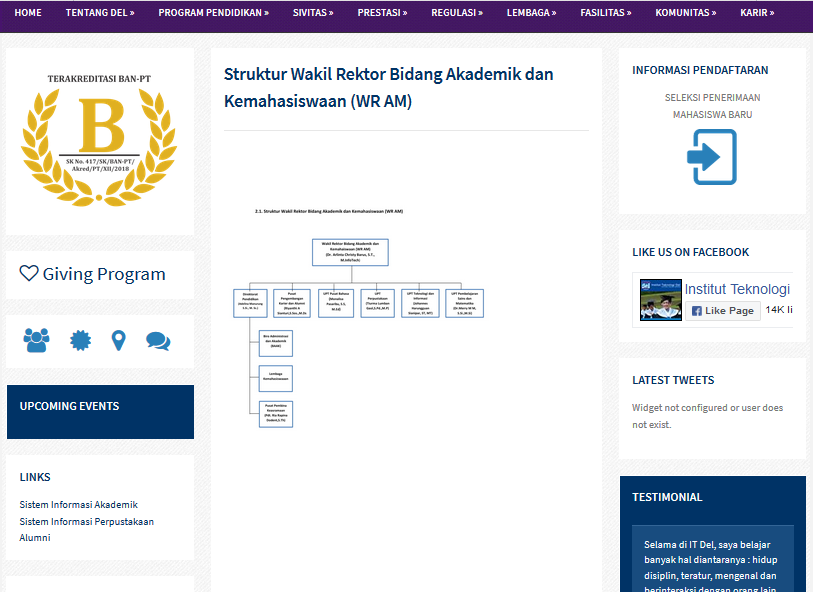 HOME TENTANG DEL » PROGRAM PENDIDIKAN » SIVITAS » PRESTASI » REGULASI » LEMBAGA » FASILITAS » KOMUNITAS » KARIR »
TERAKREDITASI BAN-PT
B
SK No. 417/SK/BAN-PT/
Akred/PT/XII/2018
Giving Program
UPCOMING EVENTS
LINKS
Sistem Informasi Akademik
Sistem Informasi Perpustakaan
Alumni
Struktur Wakil Rektor Bidang Akademik dan
Kemahasiswaan (WR AM)
2.1. Struktur Wakil Rektor Bidang Akademik dan Kemahasiswaan (WR AM)
Wakil Rektor Bidang Akademik dan
Kemahasiswaan (WR AM)
(Dr. Arlinta Christy Barus, S.T.,
M.InfoTech)
Direktorat
Pendidikan
Pusat
Pengembangan
Karier dan Alumni
UPT Pusat Bahasa
UPT
Perpustakaan
UPT Teknologi dan
Informasi
UPT Pembelajaran
Sains dan
Matematika
Biro Administrasi
dan Akademik
(BAAK)
Lembaga
Kemahasiswaan
Pusat Pembina
Keasramaan
INFORMASI PENDAFTARAN
SELEKSI PENERIMAAN
MAHASISWA BARU
LIKE US ON FACEBOOK
Institut Teknologi
Like Page 14K li
LATEST TWEETS
Widget not configured or user does
not exist.
TESTIMONIAL
Selama di IT Del, saya belajar
banyak hal diantaranya : hidup
disiplin, teratur, mengenal dan
berinteraksi dengan orang lain